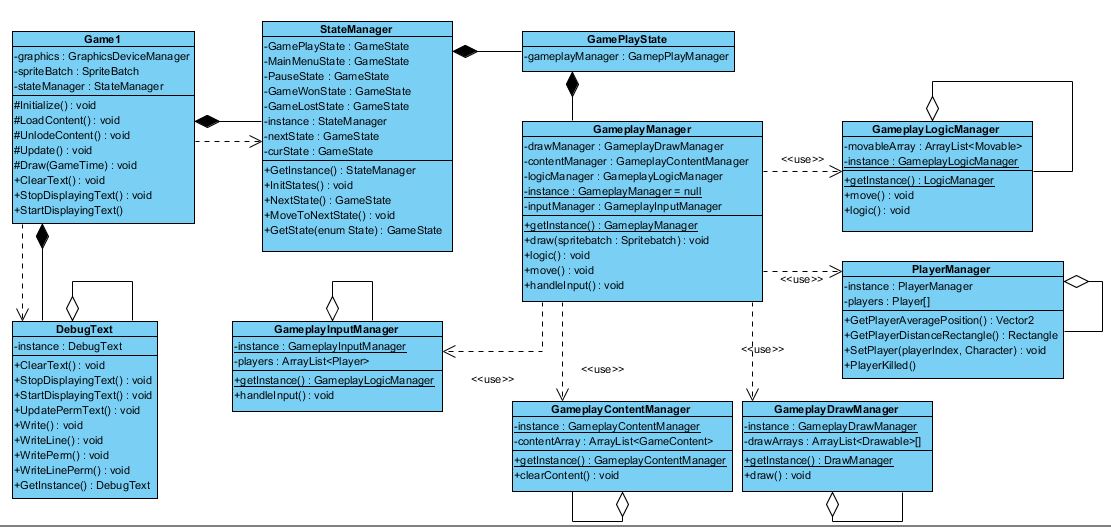 Game1
-graphics : GraphicsDeviceManager
-spriteBatch : SpriteBatch
-stateManager : StateManager
#Initialize() : void
#LoadContent() : void
#UnlodeContent() : void
#Update() : void
#Draw(GameTime) : void
+ClearText() : void
+StopDisplayingText() : void
+StartDisplayingText()
StateManager
-GamePlayState : GameState
-MainMenuState : GameState
-PauseState : GameState
-GameWonState : GameState
-GameLostState : GameState
-instance : StateManager
-nextState : GameState
-curState : GameState
+GetInstance() : StateManager
+InitStates() : void
+NextState() : GameState
+MoveToNextState() : void
+GetState(enum State) : GameState
GamePlayState
-gameplayManager : GamepPlayManager
GameplayManager
-drawManager : GameplayDrawManager
-contentManager : GameplayContentManager
-logicManager : GameplayLogicManager
-instance : GameplayManager = null
-inputManager : GameplayInputManager
+getInstance() : GameplayManager
+draw(spritebatch : Spritebatch) : void
+logic() : void
+move() : void
+handleInput() : void
<<use>>
GameplayLogicManager
-movableArray : ArrayList<Movable>
-instance : GameplayLogicManager
+getInstance() : LogicManager
+move() : void
+logic() : void
<<use>>
PlayerManager
-instance : PlayerManager
-players : Player[]
+GetPlayerAveragePosition() : Vector2
+GetPlayerDistanceRectangle() : Rectangle
+SetPlayer(playerIndex, Character) : void
+PlayerKilled()
DebugText
-instance : DebugText
+ClearText() : void
+StopDisplayingText() : void
+StartDisplayingText() : void
+UpdatePermText() : void
+Write() : void
+WriteLine() : void
+WritePerm() : void
+WriteLinePerm() : void
+GetInstance() : DebugText
GameplayInputManager
-instance : GameplayInputManager
-players : ArrayList<Player>
+getInstance() : GameplayLogicManager
+handleInput() : void
<<use>>
<<use>>
<<use>>
GameplayContentManager
-instance : GameplayContentManager
-contentArray : ArrayList<GameContent>
+getInstance() : GameplayContentManager
+clearContent() : void
GameplayDrawManager
-instance : GameplayDrawManager
-drawArrays : ArrayList<Drawable>[]
+getInstance() : DrawManager
+draw() : void